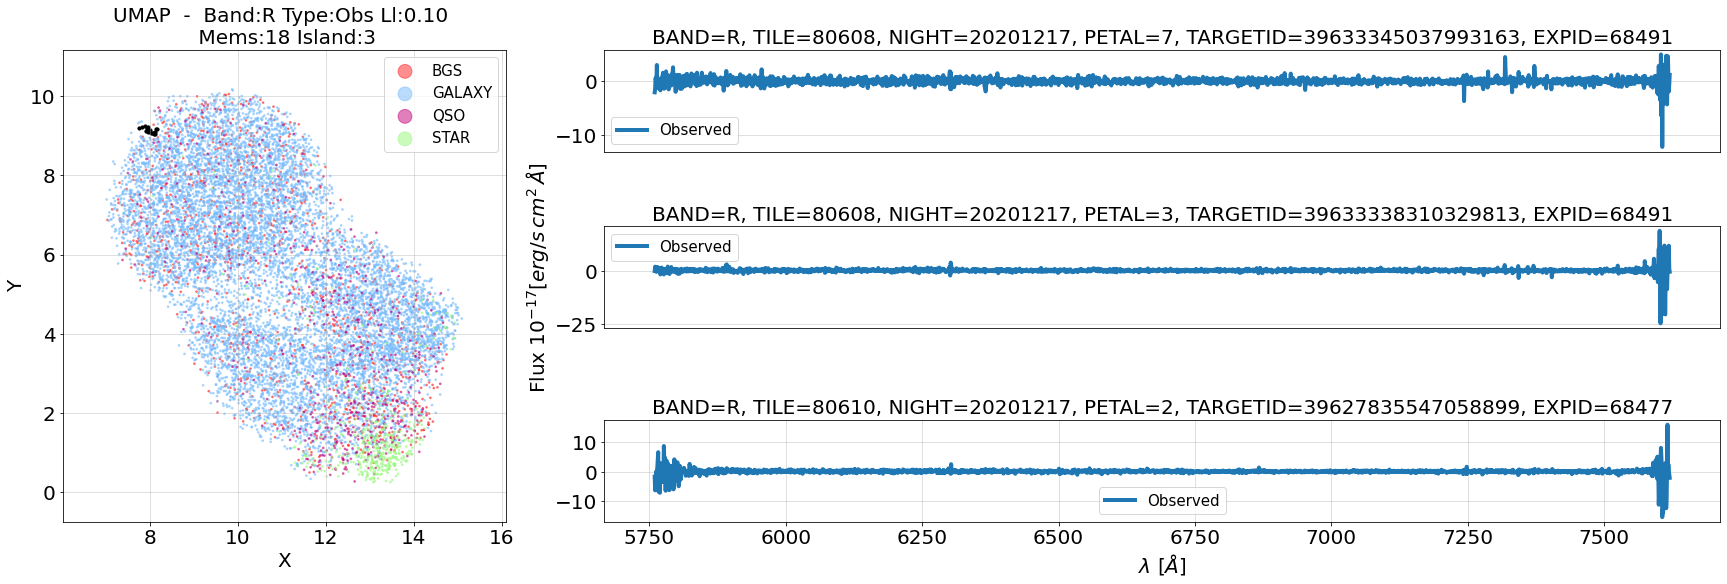 UMAP - Band:R Type:Obs Ll:0.10
Mems:18 Island:3
BGS
GALAXY
QSO
STAR
10
8
6
4
2
0
Y
8 10 12 14 16
X
Flux 10⁻¹⁷[erg/s cm² Å]
BAND=R, TILE=80608, NIGHT=20201217, PETAL=7, TARGETID=39633345037993163, EXPID=68491
0
−10
Observed
BAND=R, TILE=80608, NIGHT=20201217, PETAL=3, TARGETID=39633338310329813, EXPID=68491
Observed
0
−25
BAND=R, TILE=80610, NIGHT=20201217, PETAL=2, TARGETID=39627835547058899, EXPID=68477
10
0
−10
Observed
5750 6000 6250 6500 6750 7000 7250 7500
λ [Å]